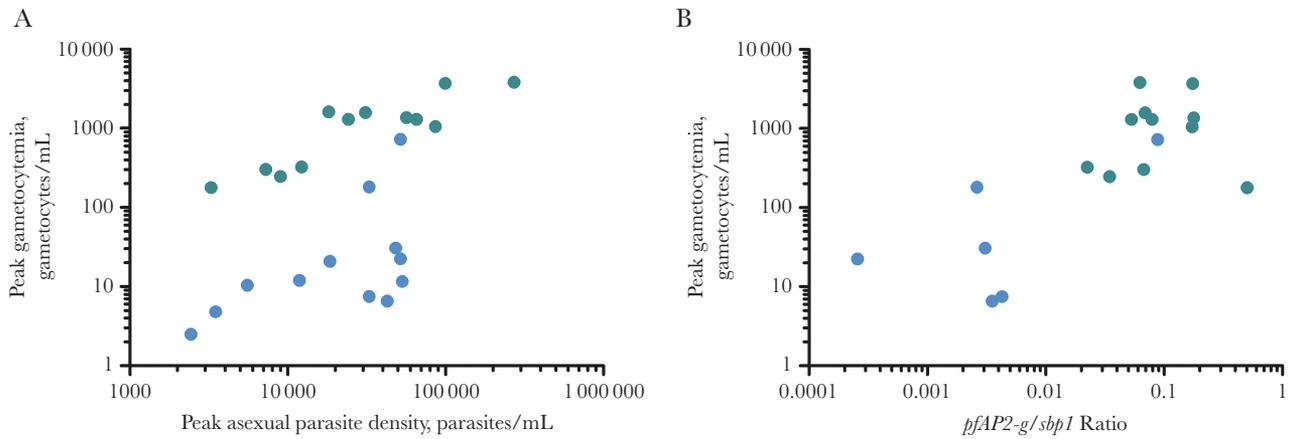 A
Peak gametocytemia,
gametocytes/mL
10 000
1000
100
10
1
1000
10 000
100 000
1 000 000
Peak asexual parasite density, parasites/mL
B
Peak gametocytemia,
gametocytes/mL
10 000
1000
100
10
1
0.0001
0.001
0.01
0.1
1
pfAP2-g/sbp1 Ratio